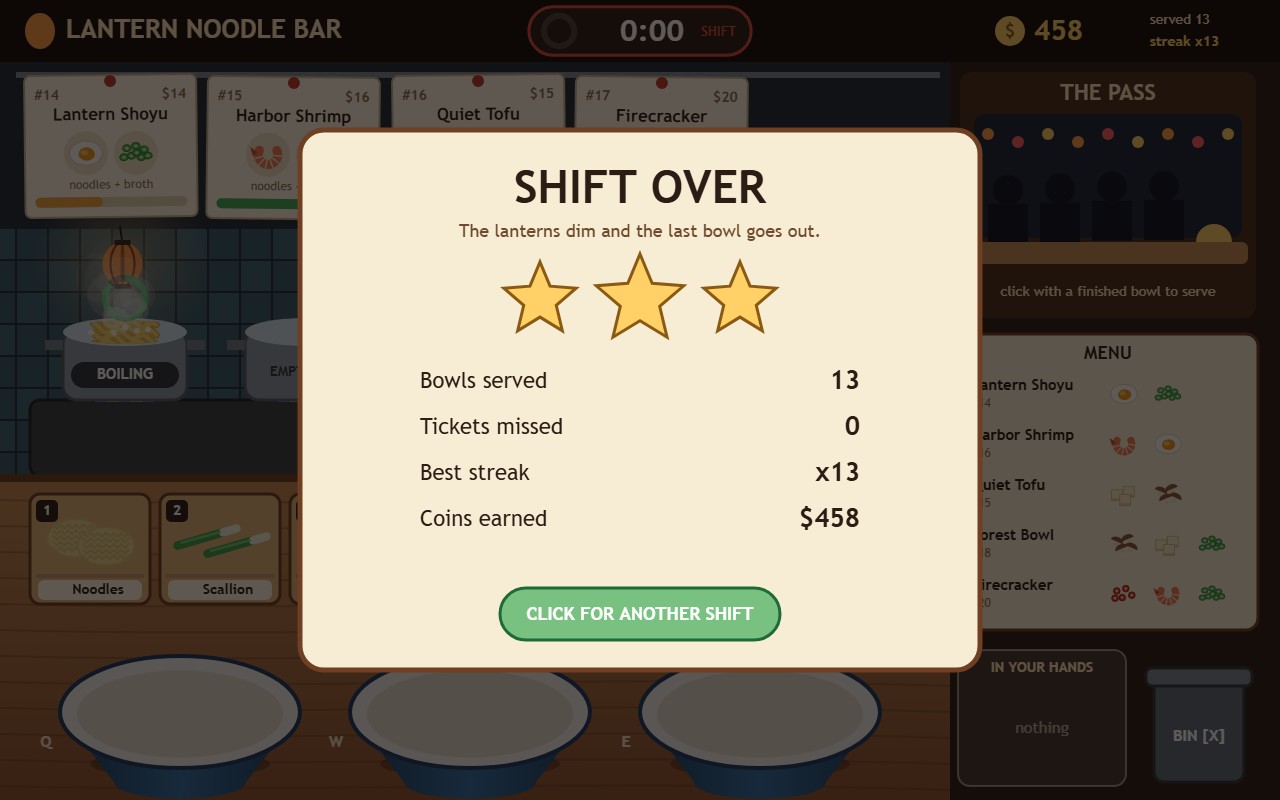 LANTERN NOODLE BAR
0:00 SHIFT
$ 458
served 13
streak x13
#14 $14
Lantern Shoyu
noodles + broth
#15 $16
Harbor Shrimp
noodles
#16 $15
Quiet Tofu
#17 $20
Firecracker
THE PASS
click with a finished bowl to serve
SHIFT OVER
The lanterns dim and the last bowl goes out.
Bowls served 13
Tickets missed 0
Best streak x13
Coins earned $458
CLICK FOR ANOTHER SHIFT
BOILING
EMP
MENU
antern Shoyu
4
arbor Shrimp
6
uiet Tofu
5
orest Bowl
8
irecracker
20
1
Noodles
2
Scallion
Q
W
E
IN YOUR HANDS
nothing
BIN [X]